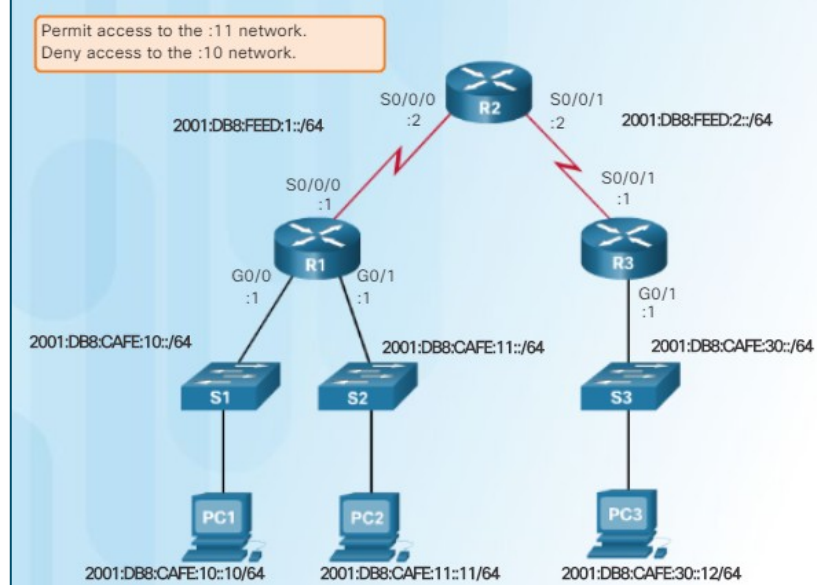 Permit access to the :11 network.
Deny access to the :10 network.
S0/0/0
:2
R2
S0/0/1
:2
2001:DB8:FEED:1::/64
2001:DB8:FEED:2::/64
S0/0/0
:1
S0/0/1
:1
R1
R3
G0/0
:1
G0/1
:1
G0/1
:1
2001:DB8:CAFE:10::/64
2001:DB8:CAFE:11::/64
2001:DB8:CAFE:30::/64
S1
S2
S3
PC1
PC2
PC3
2001:DB8:CAFE:10::10/64
2001:DB8:CAFE:11::11/64
2001:DB8:CAFE:30::12/64